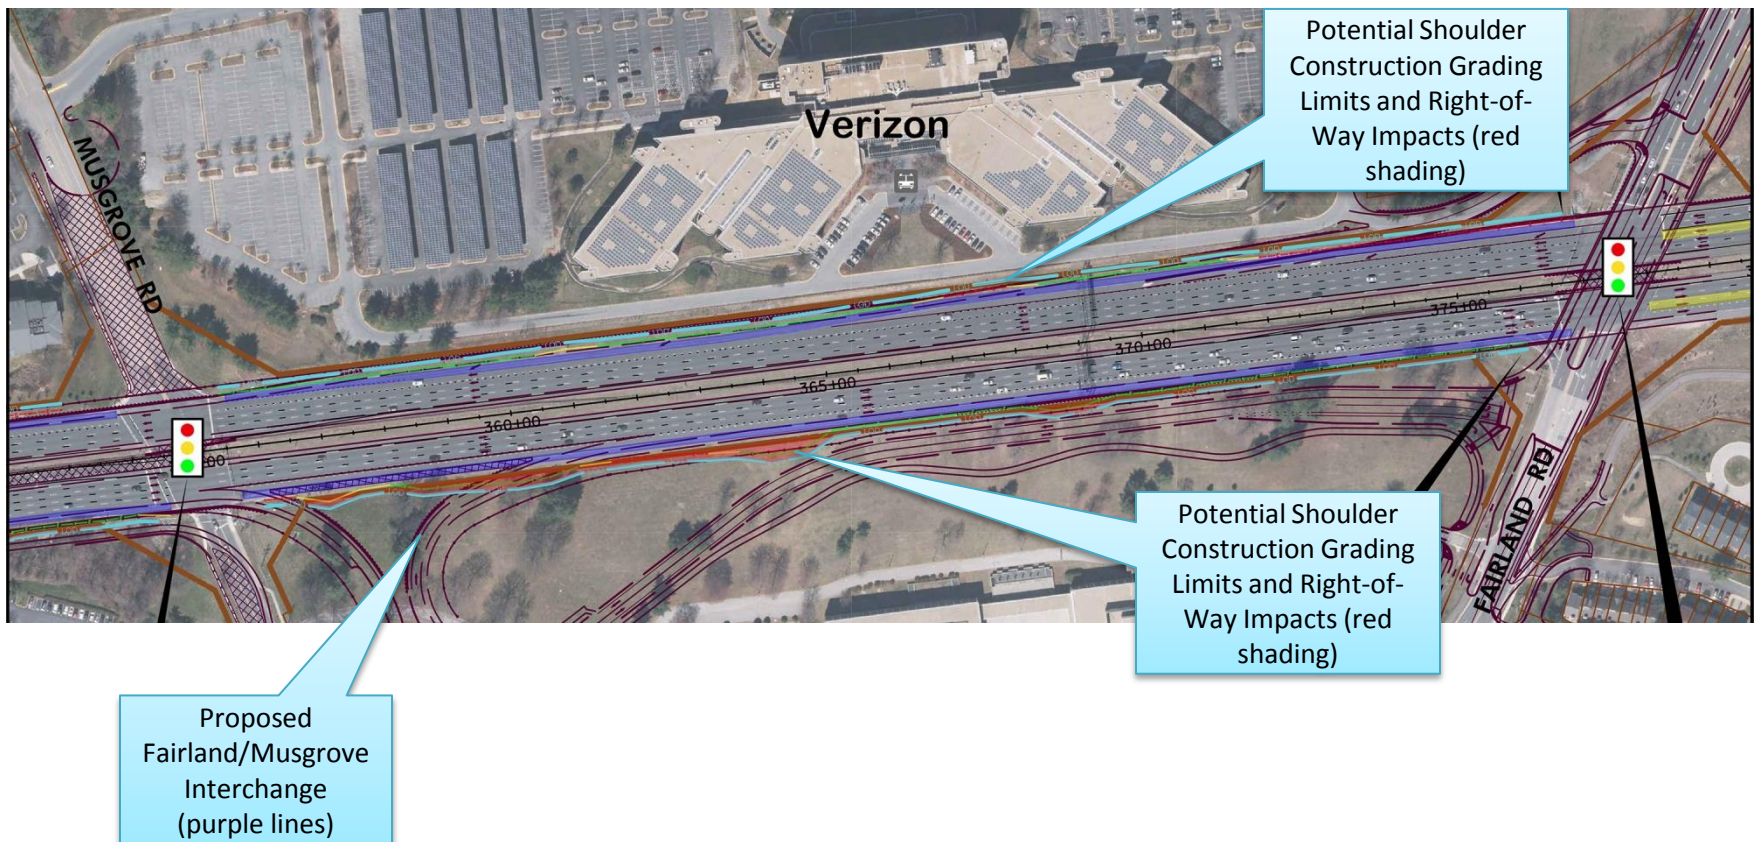 Potential Shoulder
Construction Grading
Limits and Right-of-
Way Impacts (red
shading)
Verizon
MUSGROVE RD
375+00
370+00
365+00
360+00
00
FAIRLAND RD
Potential Shoulder
Construction Grading
Limits and Right-of-
Way Impacts (red
shading)
Proposed
Fairland/Musgrove
Interchange
(purple lines)